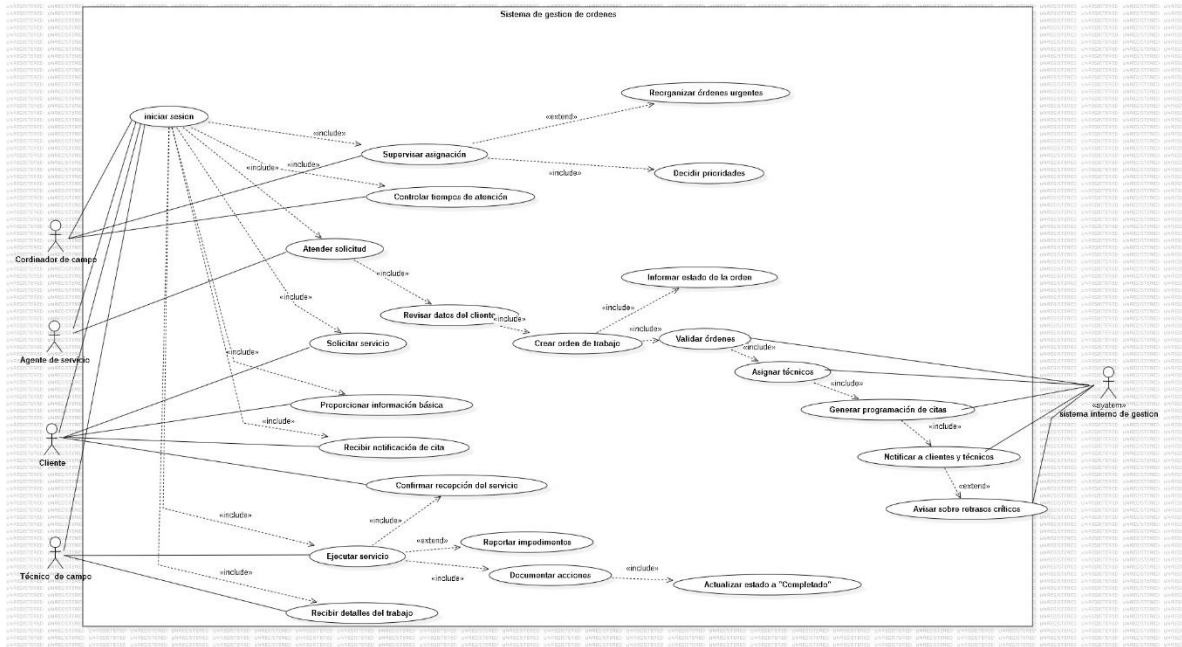 Sistema de gestion de ordenes
Reorganizar órdenes urgentes
iniciar sesion
«include»
«extend»
Supervisar asignación
«include»
«include»
«include»
Decidir prioridades
Controlar tiempos de atención
Cordinador de campo
Atender solicitud
«include»
Informar estado de la orden
«include»
Revisar datos del cliente
«include»
«include»
«include»
Agente de servicio
Solicitar servicio
Crear orden de trabajo
Validar órdenes
«include»
«include»
Asignar técnicos
«include»
«system»
sistema interno de gestion
Proporcionar información básica
Generar programación de citas
«include»
«include»
Recibir notificación de cita
Cliente
Notificar a clientes y técnicos
Confirmar recepción del servicio
«extend»
Avisar sobre retrasos críticos
«include»
«include»
Ejecutar servicio
«extend»
Reportar impedimentos
Técnico de campo
«include»
«include»
Documentar acciones
«include»
Actualizar estado a "Completado"
Recibir detalles del trabajo
UNREGISTERED